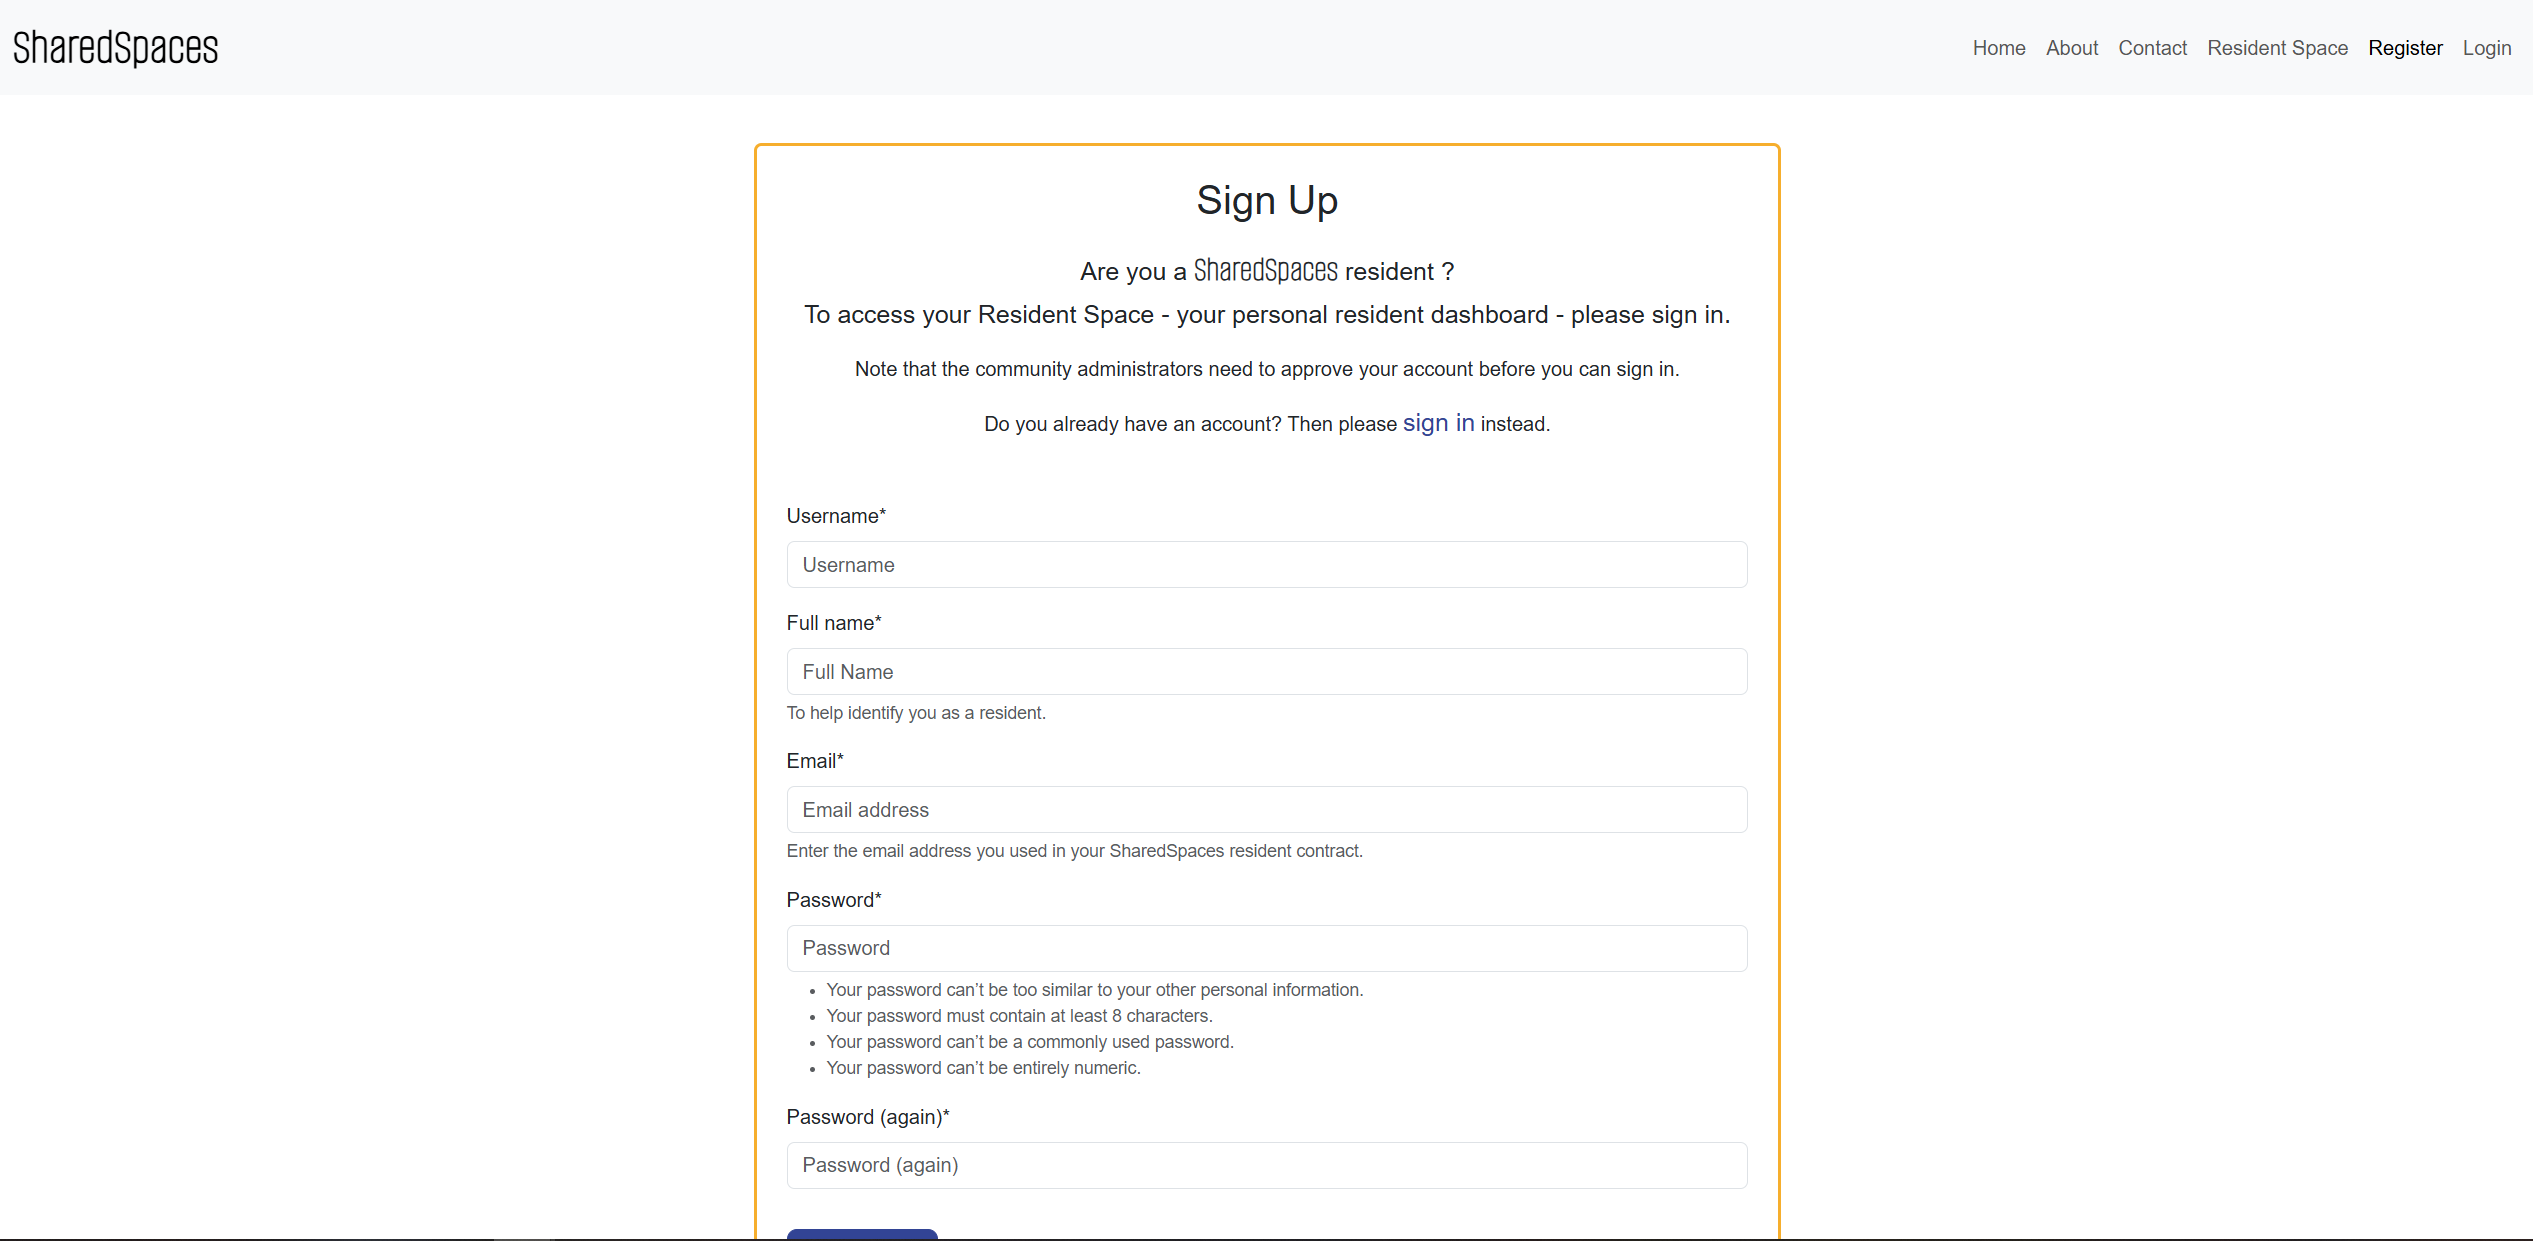 SharedSpaces
Home About Contact Resident Space Register Login
Sign Up
Are you a SharedSpaces resident ?
To access your Resident Space - your personal resident dashboard - please sign in.
Note that the community administrators need to approve your account before you can sign in.
Do you already have an account? Then please sign in instead.
Username*
Username
Full name*
Full Name
To help identify you as a resident.
Email*
Email address
Enter the email address you used in your SharedSpaces resident contract.
Password*
Password
Your password can’t be too similar to your other personal information.
Your password must contain at least 8 characters.
Your password can’t be a commonly used password.
Your password can’t be entirely numeric.
Password (again)*
Password (again)